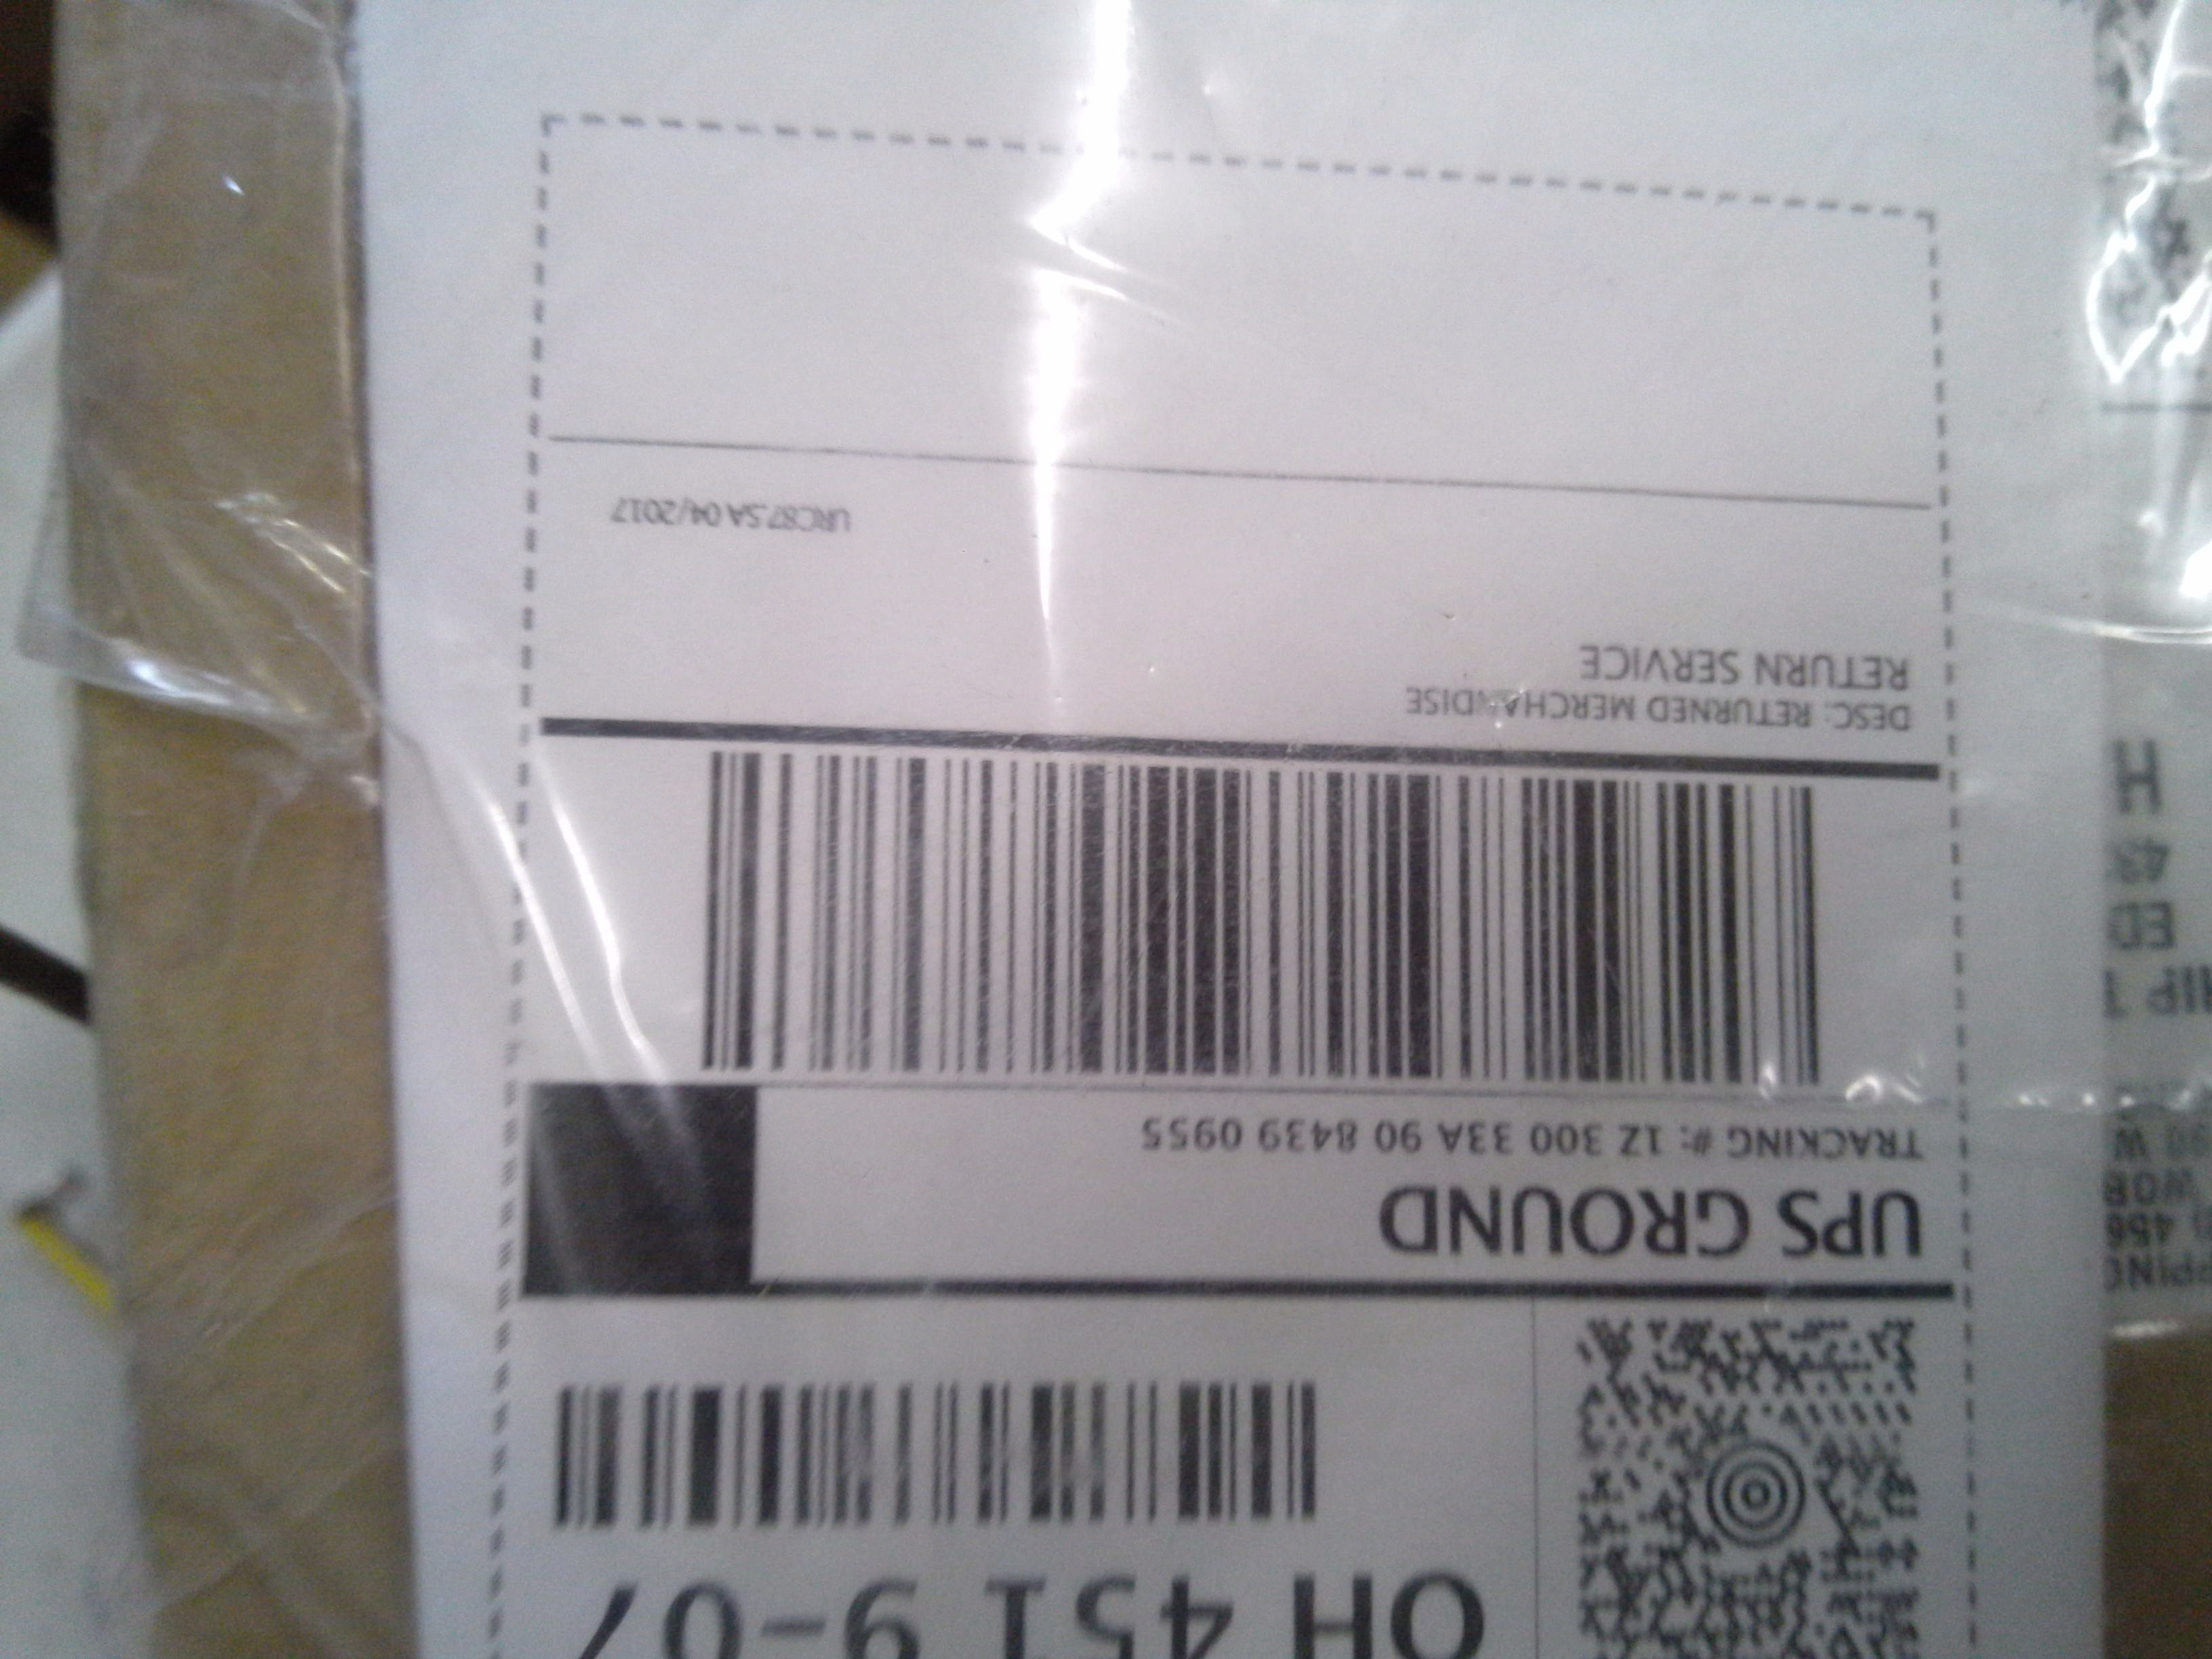 OH 451 9-07
UPS GROUND
TRACKING #: 1Z 300 33A 90 8439 0955
DESC: RETURNED MERCHANDISE
RETURN SERVICE
URC87.5A 04/2017